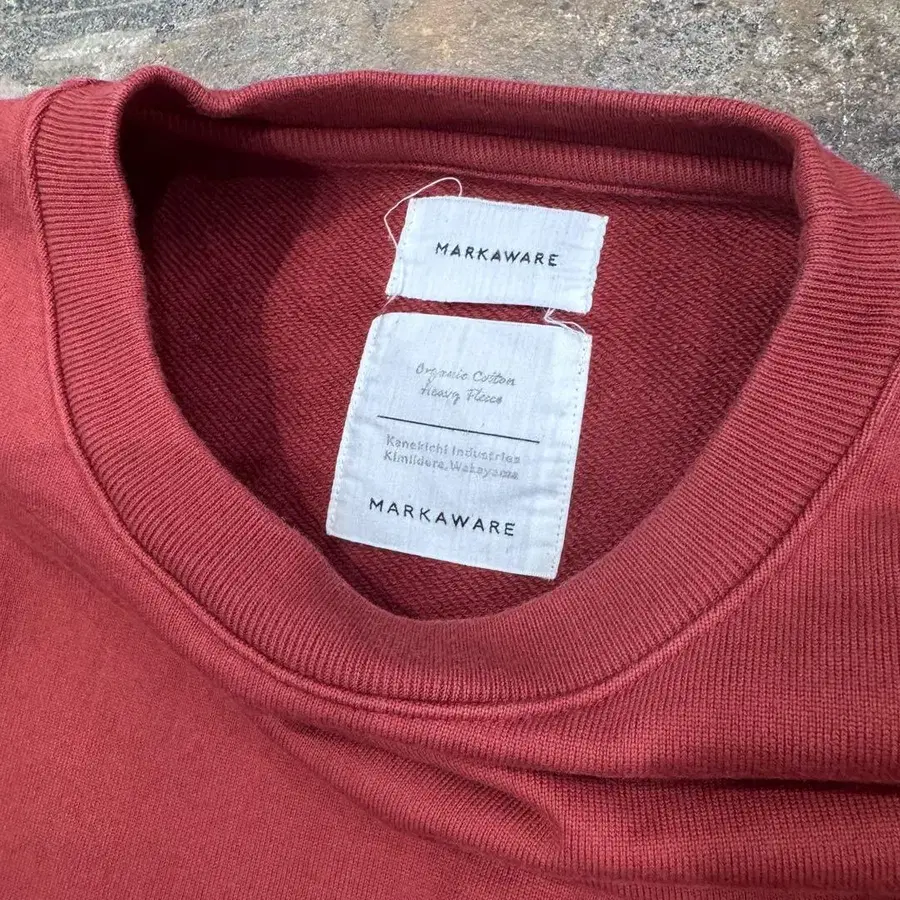 MARKAWARE
Organic Cotton
Heavy Fleece
Kanekichi Industries
Kimiidera, Wakayama
MARKAWARE